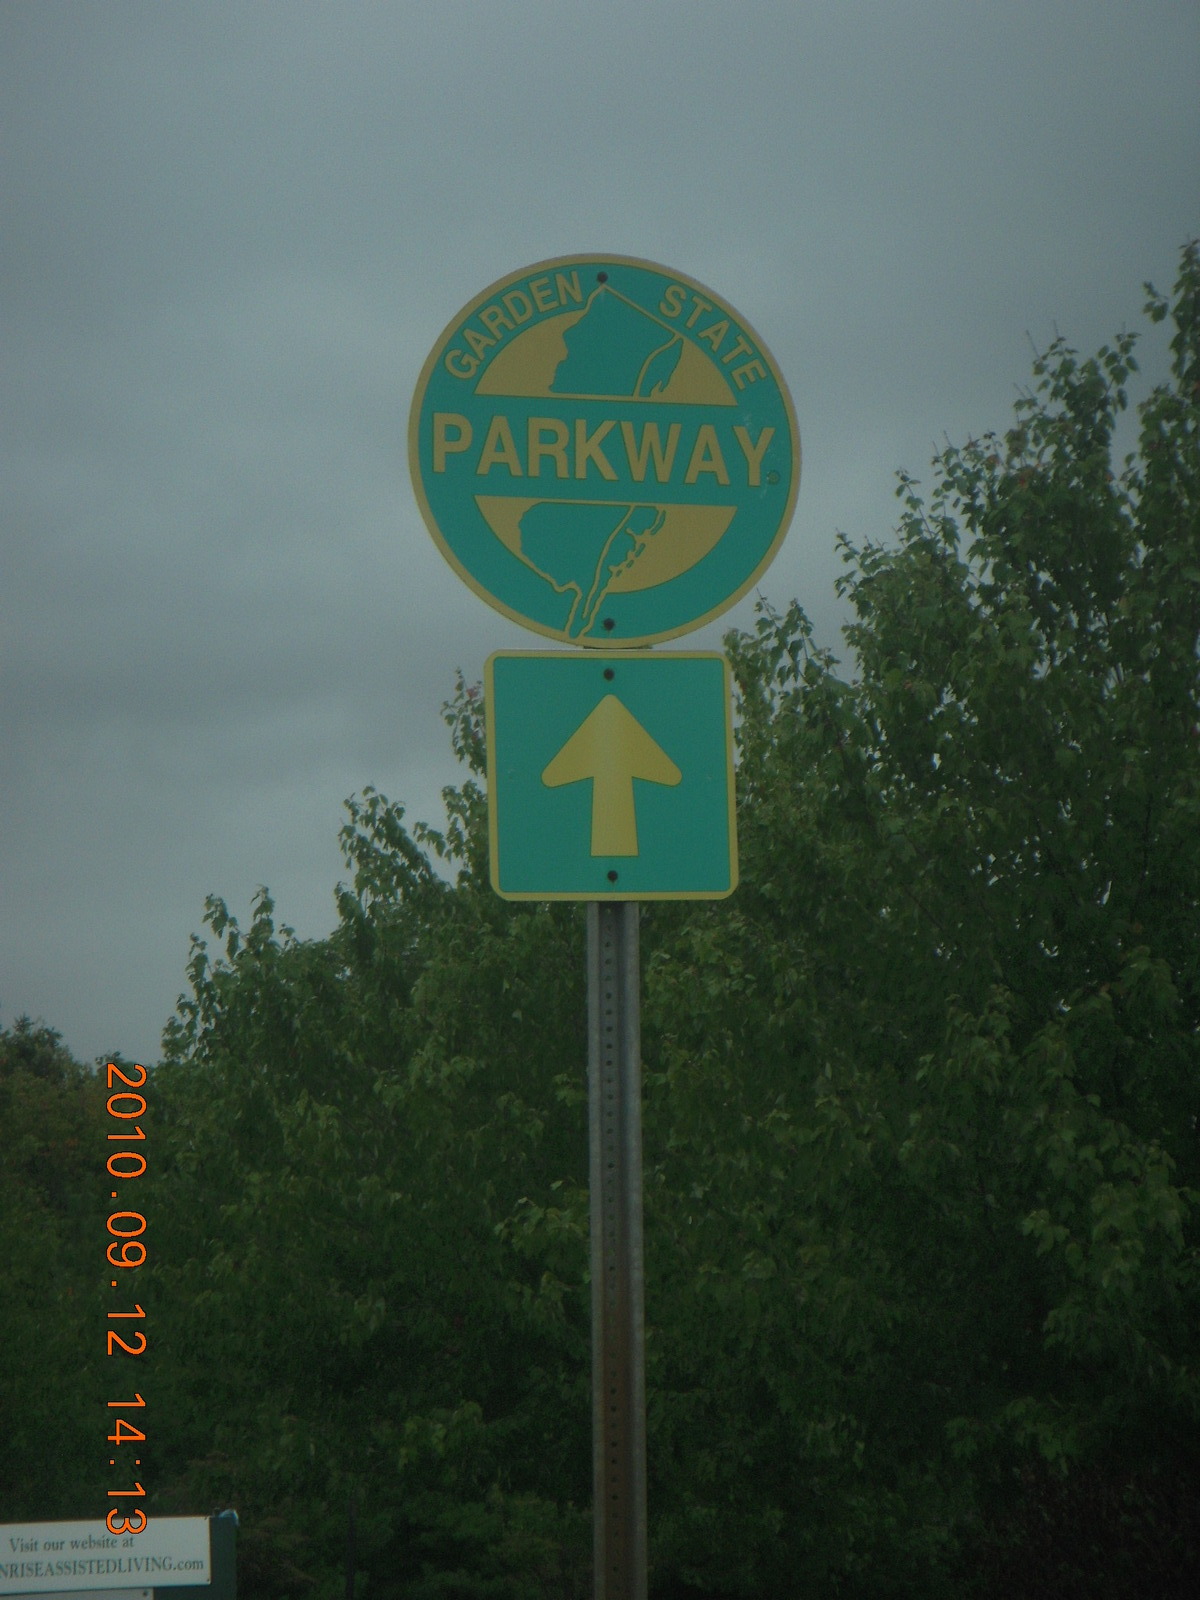 GARDEN STATE
PARKWAY
2010.09.12 14:13
Visit our website at
NRISEASSISTEDLIVING.com